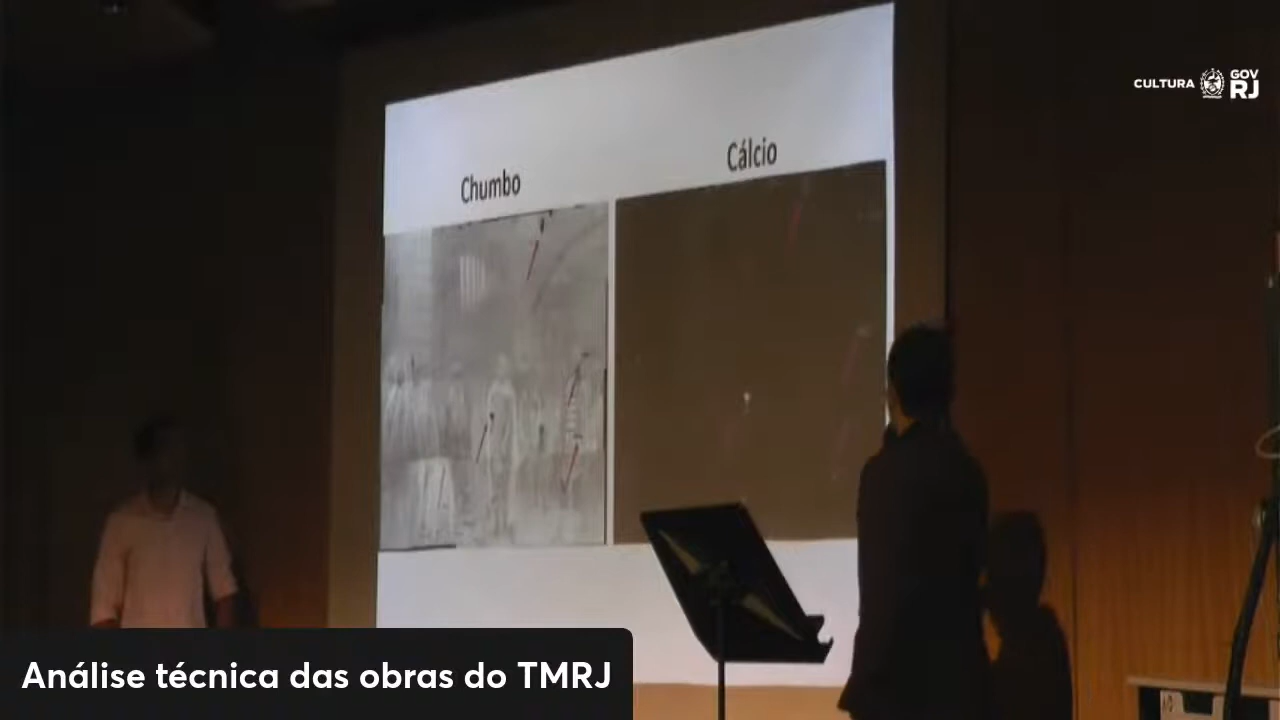 CULTURA GOV RJ
Cálcio
Chumbo
Análise técnica das obras do TMRJ